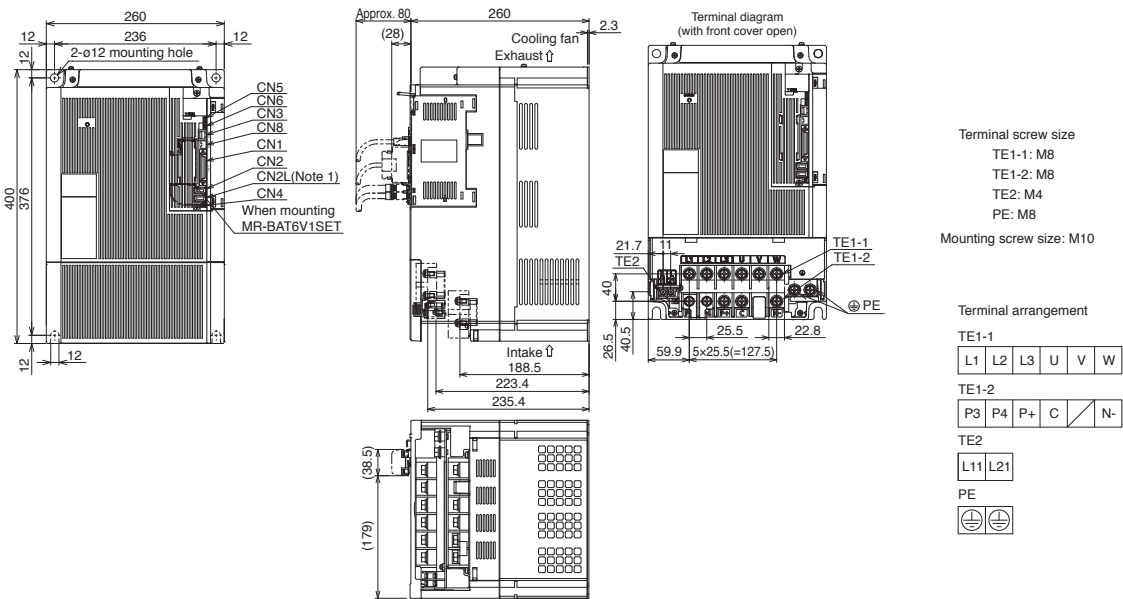 260
12
236
12
12
2-ø12 mounting hole
CN5
CN6
CN3
CN8
CN1
CN2
CN2L(Note 1)
CN4
When mounting
MR-BAT6V1SET
400
376
12
12
Approx. 80
260
(28)
2.3
Cooling fan
Exhaust
Intake
188.5
223.4
235.4
(38.5)
(179)
Terminal diagram
(with front cover open)
21.7
11
TE2
L1 L2 L3 U V W
TE1-1
TE1-2
PE
40
40.5
26.5
25.5
22.8
59.9
5×25.5(=127.5)
Terminal screw size
TE1-1: M8
TE1-2: M8
TE2: M4
PE: M8
Mounting screw size: M10
Terminal arrangement
TE1-1
L1 L2 L3 U V W
TE1-2
P3 P4 P+ C N-
TE2
L11 L21
PE